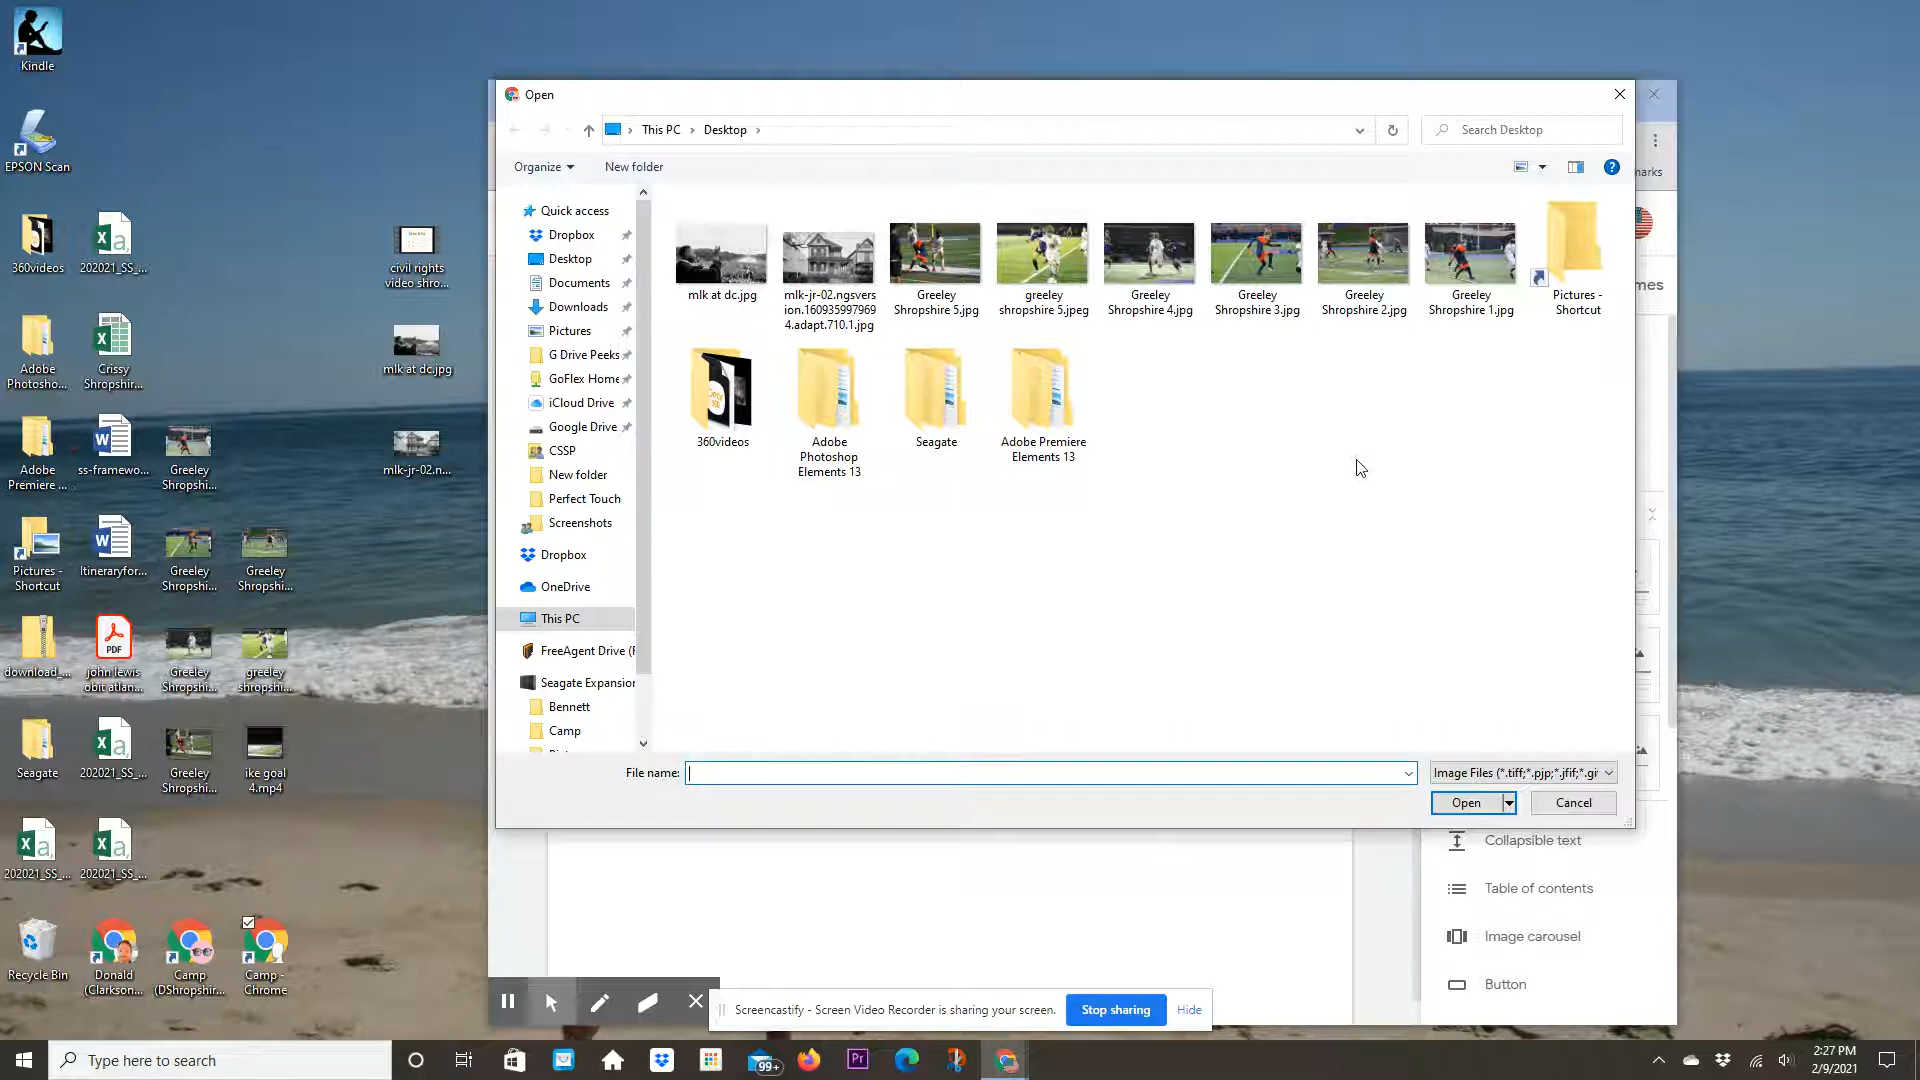 Kindle
EPSON Scan
360videos
202021_SS_...
Adobe
Photosho...
Crissy
Shropshir...
Adobe
Premiere ...
ss-framewo...
Greeley
Shropshi...
Pictures -
Shortcut
Itineraryfor...
Greeley
Shropshi...
Greeley
Shropshi...
download_...
PDF
john lewis
obit atlan...
Greeley
Shropshi...
greeley
shropshi...
Seagate
202021_SS_...
Greeley
Shropshi...
ike goal
4.mp4
202021_SS_...
202021_SS_...
Recycle Bin
Donald
(Clarkson...
Camp
(DShropshir...
Camp -
Chrome
civil rights
video shro...
mlk at dc.jpg
mlk-jr-02.n...
Open
This PC
Desktop
Search Desktop
Organize
New folder
Quick access
Dropbox
Desktop
Documents
Downloads
Pictures
G Drive Peeks
GoFlex Home
iCloud Drive
Google Drive
CSSP
New folder
Perfect Touch
Screenshots
Dropbox
OneDrive
This PC
FreeAgent Drive (F
Seagate Expansion
Bennett
Camp
mlk at dc.jpg
mlk-jr-02.ngsvers
ion.160935997969
4.adapt.710.1.jpg
Greeley
Shropshire 5.jpg
greeley
shropshire 5.jpeg
Greeley
Shropshire 4.jpg
Greeley
Shropshire 3.jpg
Greeley
Shropshire 2.jpg
Greeley
Shropshire 1.jpg
Pictures -
Shortcut
360videos
Adobe
Photoshop
Elements 13
Seagate
Adobe Premiere
Elements 13
File name:
Image Files (*.tiff;*.pjp;*.jfif;*.gi
Open
Cancel
arks
mes
Collapsible text
Table of contents
Image carousel
Button
Screencastify - Screen Video Recorder is sharing your screen.
Stop sharing
Hide
Type here to search
99+
Pr
2:27 PM
2/9/2021